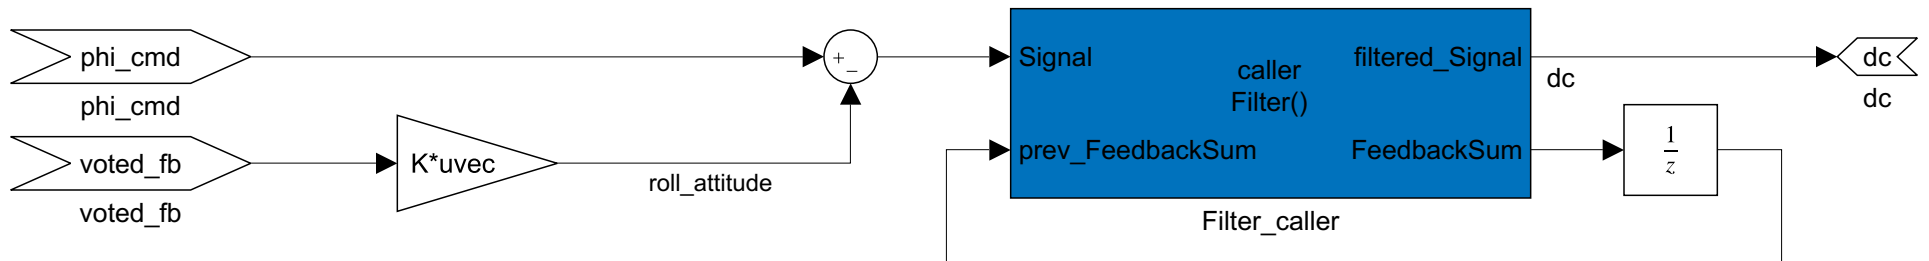 phi_cmd
phi_cmd
voted_fb
voted_fb
K*uvec
roll_attitude
+
_
Signal
prev_FeedbackSum
caller
Filter()
filtered_Signal
FeedbackSum
Filter_caller
dc
1
z
dc
dc